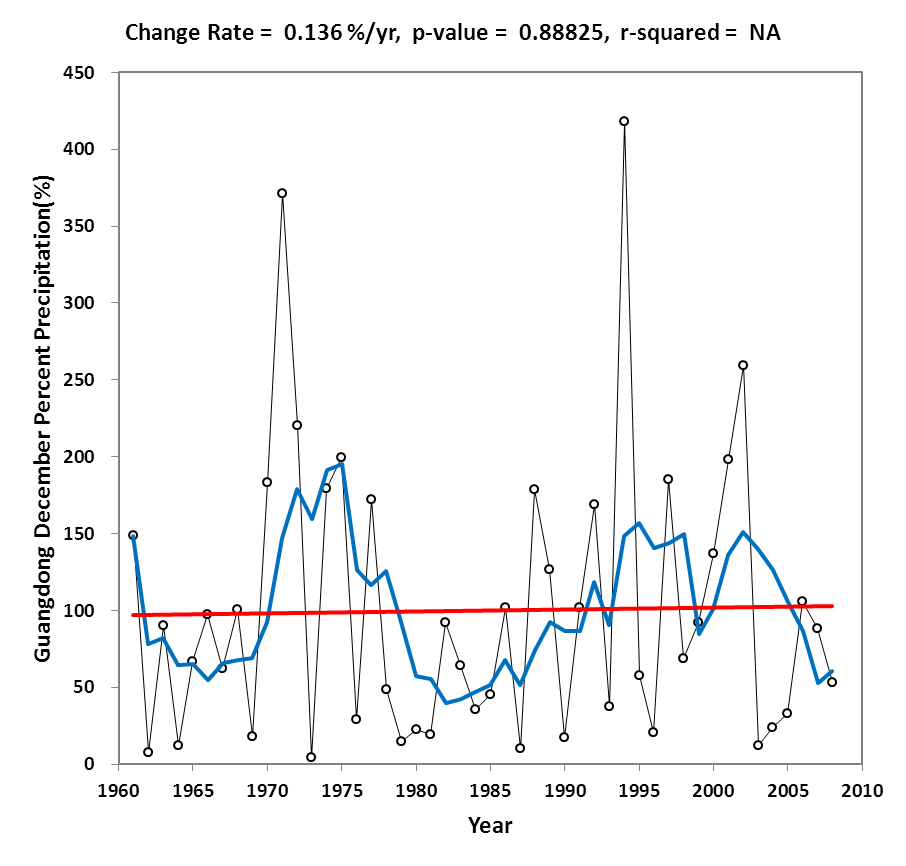 Change Rate = 0.136 %/yr, p-value = 0.88825, r-squared = NA
Guangdong December Percent Precipitation(%)
450
400
350
300
250
200
150
100
50
0
1960 1965 1970 1975 1980 1985 1990 1995 2000 2005 2010
Year